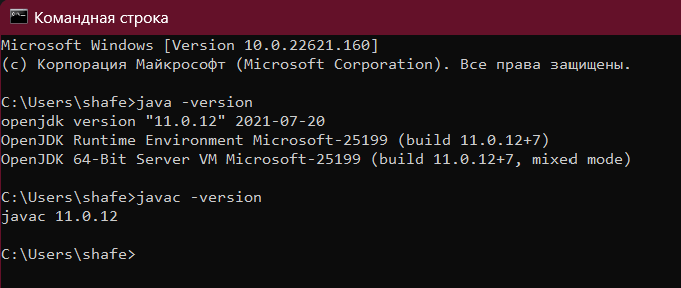 Командная строка
Microsoft Windows [Version 10.0.22621.160]
(c) Корпорация Майкрософт (Microsoft Corporation). Все права защищены.
C:\Users\shafe>java -version
openjdk version "11.0.12" 2021-07-20
OpenJDK Runtime Environment Microsoft-25199 (build 11.0.12+7)
OpenJDK 64-Bit Server VM Microsoft-25199 (build 11.0.12+7, mixed mode)
C:\Users\shafe>javac -version
javac 11.0.12
C:\Users\shafe>